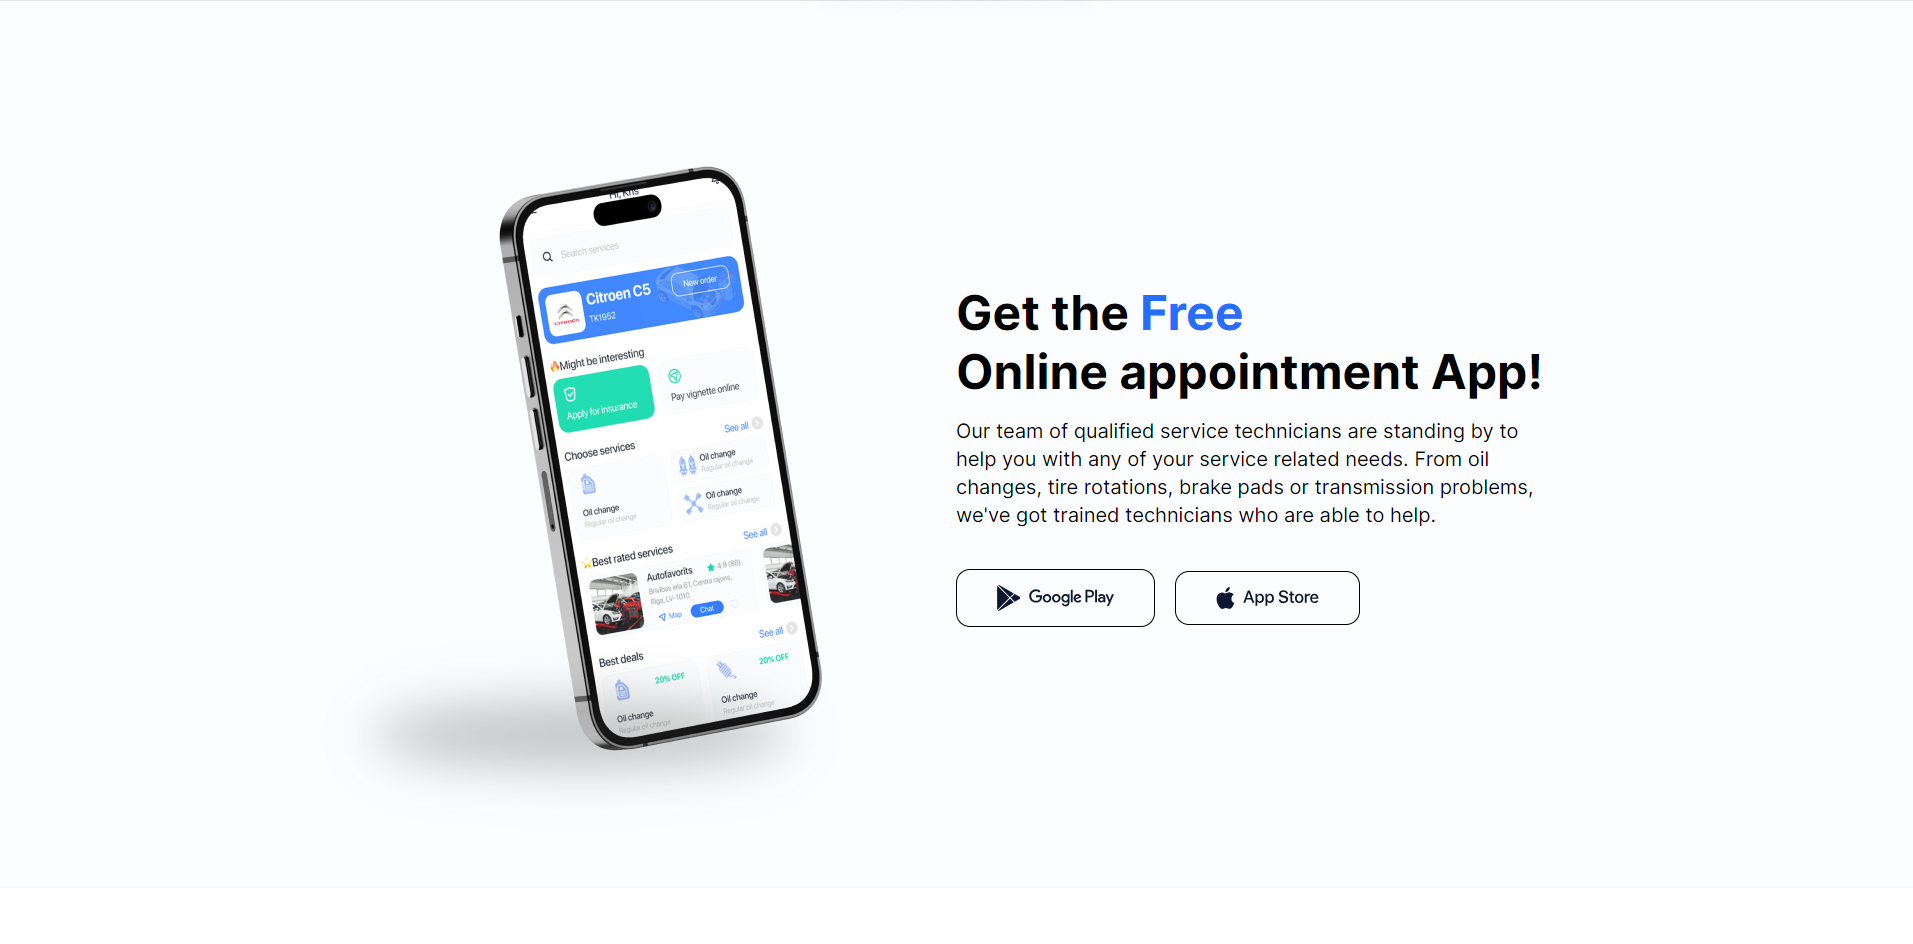 Hi, Kris
Search services
Citroen C5
TK1952
New order
CITROËN
Might be interesting
Apply for insurance
Pay vignette online
Choose services
See all
Oil change
Regular oil change
Oil change
Regular oil change
Oil change
Regular oil change
Best rated services
See all
Autofavorits
4.9 (88)
Brīvības iela 61, Centra rajons,
Rīga, LV-1010
Map
Chat
Best deals
See all
20% OFF
Oil change
Regular oil change
20% OFF
Oil change
Regular oil change
Get the Free
Online appointment App!
Our team of qualified service technicians are standing by to
help you with any of your service related needs. From oil
changes, tire rotations, brake pads or transmission problems,
we've got trained technicians who are able to help.
Google Play
App Store